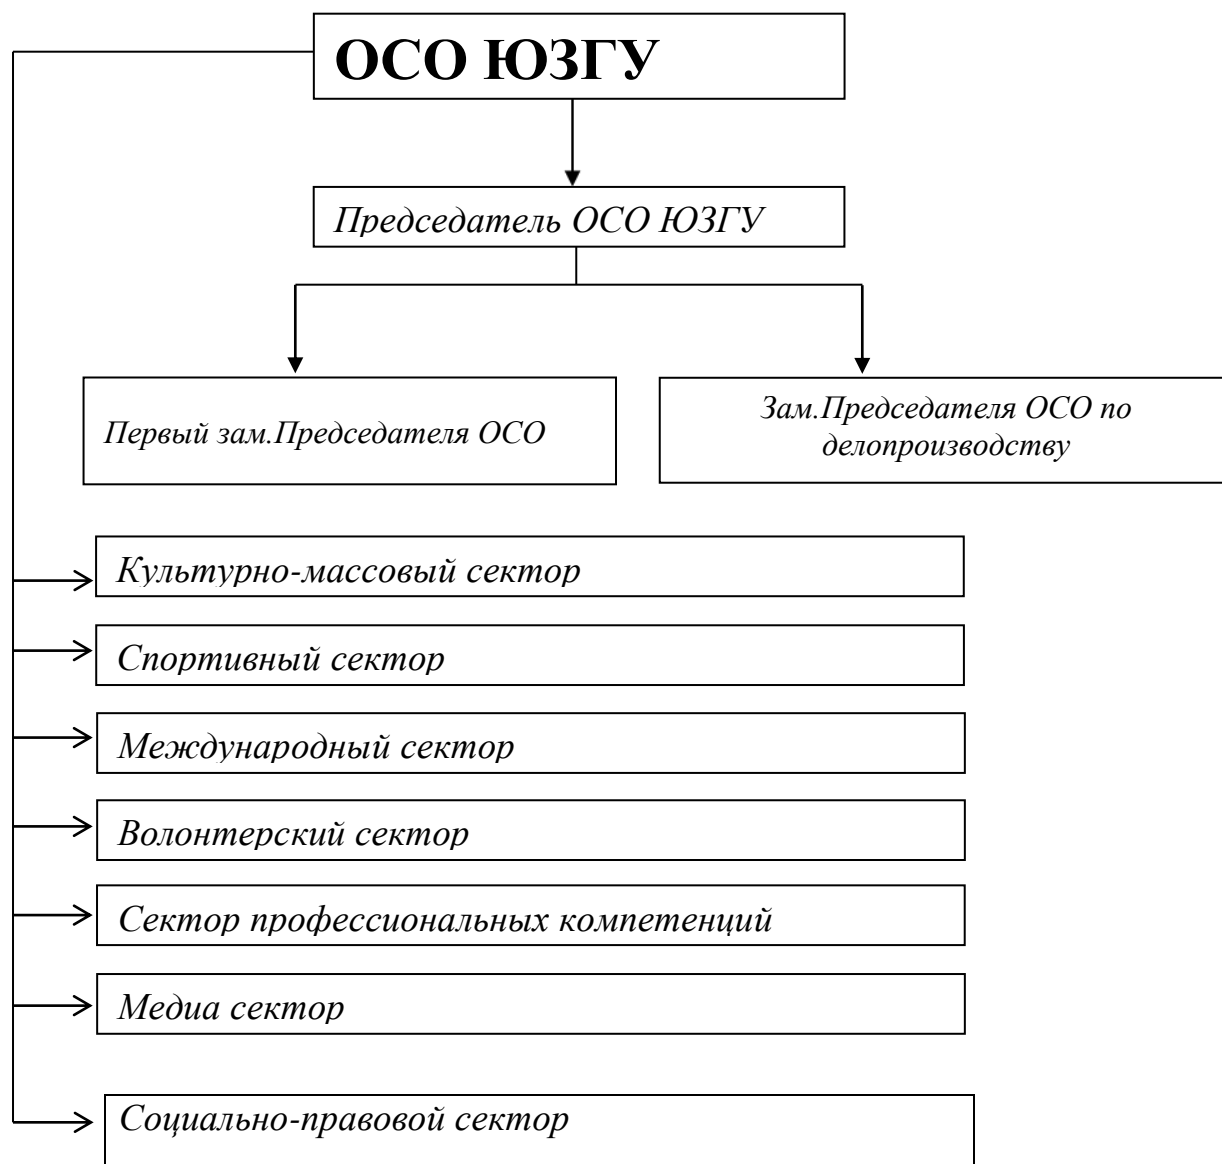 ОСО ЮЗГУ
Председатель ОСО ЮЗГУ
Первый зам.Председателя ОСО
Зам.Председателя ОСО по
делопроизводству
Культурно-массовый сектор
Спортивный сектор
Международный сектор
Волонтерский сектор
Сектор профессиональных компетенций
Медиа сектор
Социально-правовой сектор